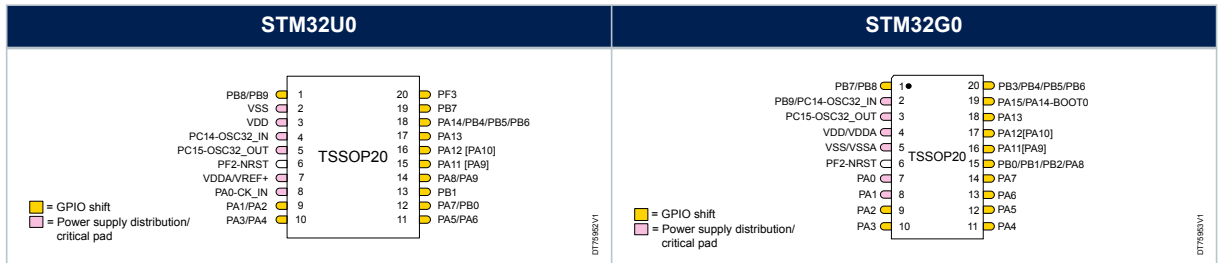 STM32U0
STM32G0
PB8/PB9 1 20 PF3
VSS 2 19 PB7
VDD 3 18 PA14/PB4/PB5/PB6
PC14-OSC32_IN 4 17 PA13
PC15-OSC32_OUT 5 16 PA12 [PA10]
PF2-NRST 6 15 PA11 [PA9]
TSSOP20
VDDA/VREF+ 7 14 PA8/PA9
PA0-CK_IN 8 13 PB1
PA1/PA2 9 12 PA7/PB0
PA3/PA4 10 11 PA5/PA6
= GPIO shift
= Power supply distribution/
critical pad
DT75952V1
PB7/PB8 1 20 PB3/PB4/PB5/PB6
PB9/PC14-OSC32_IN 2 19 PA15/PA14-BOOT0
PC15-OSC32_OUT 3 18 PA13
VDD/VDDA 4 17 PA12[PA10]
VSS/VSSA 5 16 PA11[PA9]
TSSOP20
PF2-NRST 6 15 PB0/PB1/PB2/PA8
PA0 7 14 PA7
PA1 8 13 PA6
PA2 9 12 PA5
PA3 10 11 PA4
= GPIO shift
= Power supply distribution/
critical pad
DT75953V1